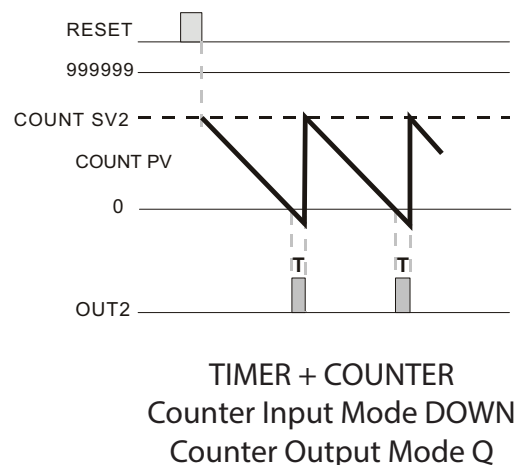 RESET
999999
COUNT SV2
COUNT PV
0
T T
OUT2
TIMER + COUNTER
Counter Input Mode DOWN
Counter Output Mode Q